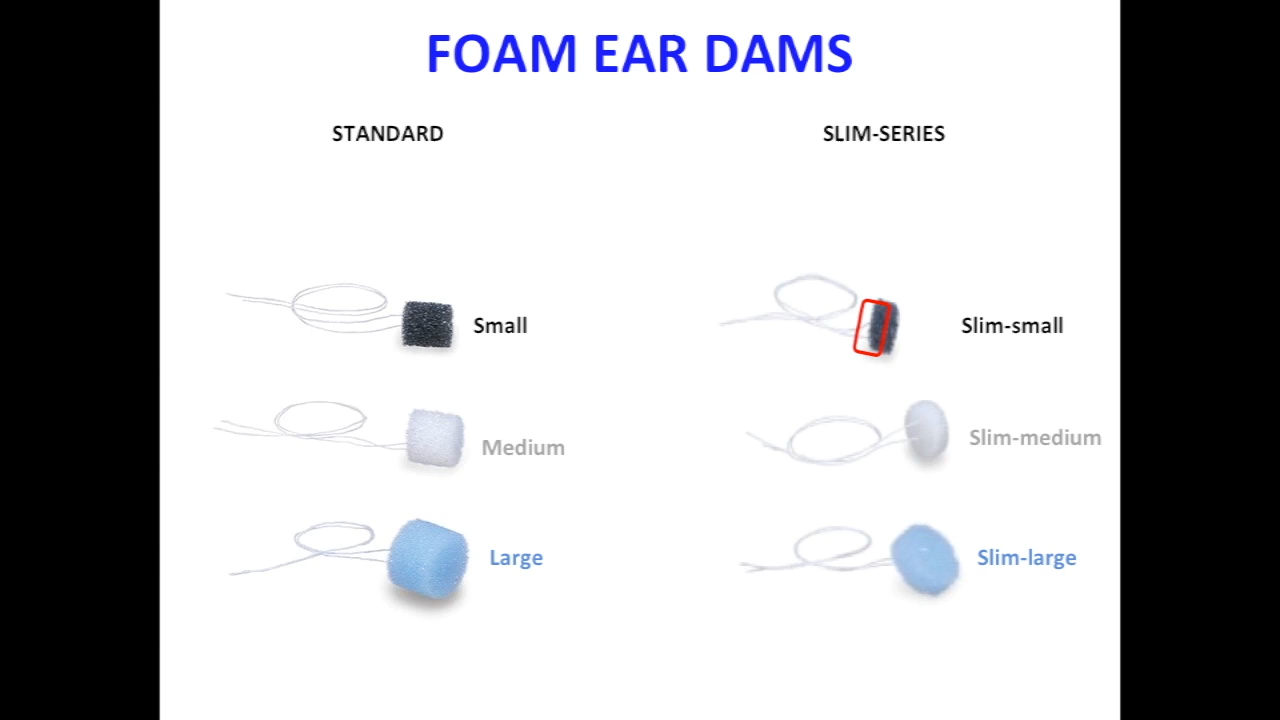 FOAM EAR DAMS
STANDARD
SLIM-SERIES
Small
Slim-small
Medium
Slim-medium
Large
Slim-large